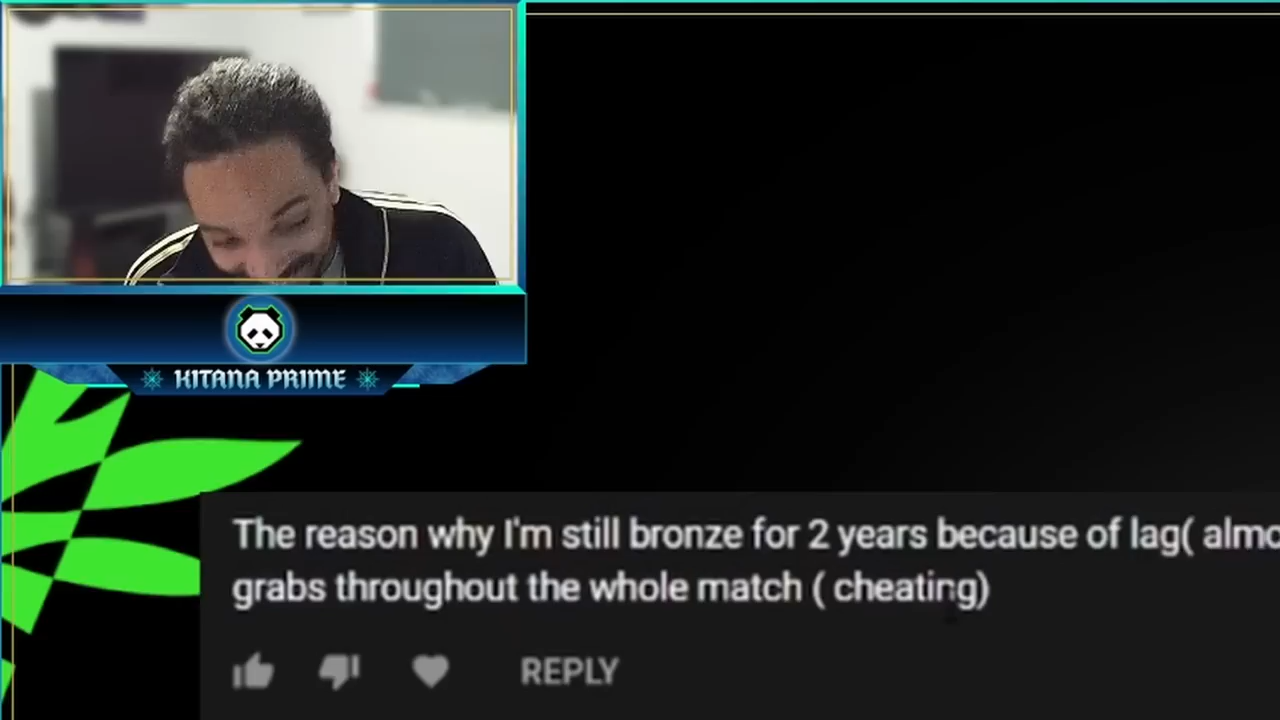 KITANA PRIME
The reason why I'm still bronze for 2 years because of lag( almo
grabs throughout the whole match ( cheating)
REPLY